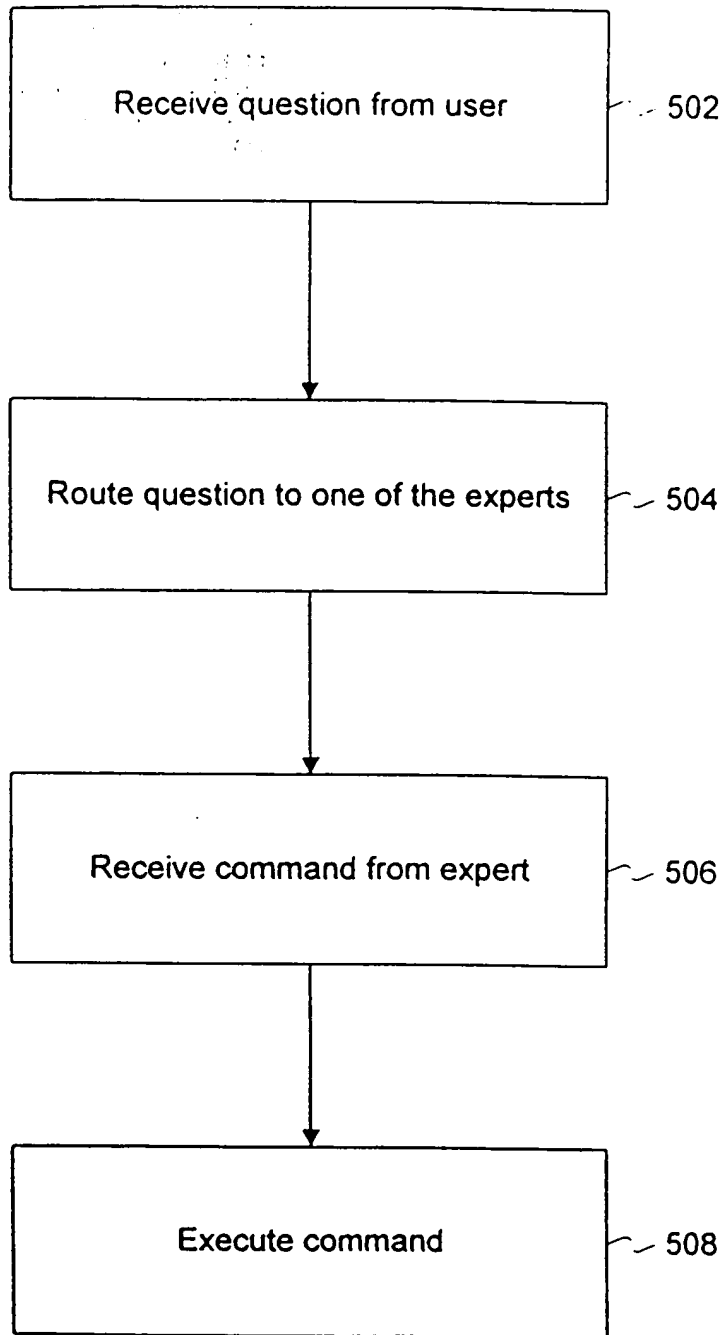 Receive question from user
502
Route question to one of the experts
504
Receive command from expert
506
Execute command
508